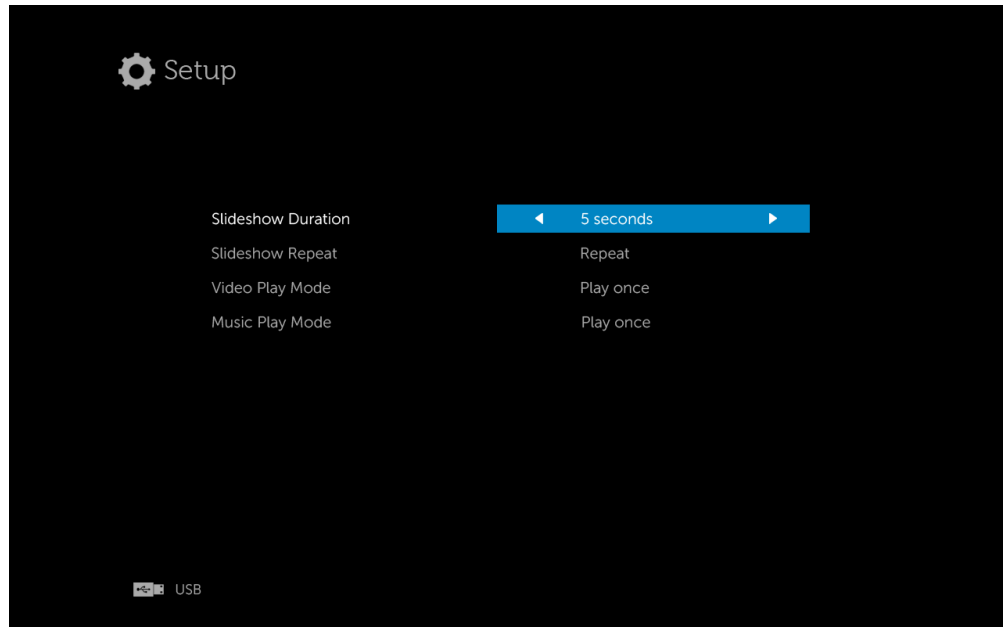 Setup
Slideshow Duration 5 seconds
Slideshow Repeat Repeat
Video Play Mode Play once
Music Play Mode Play once
USB